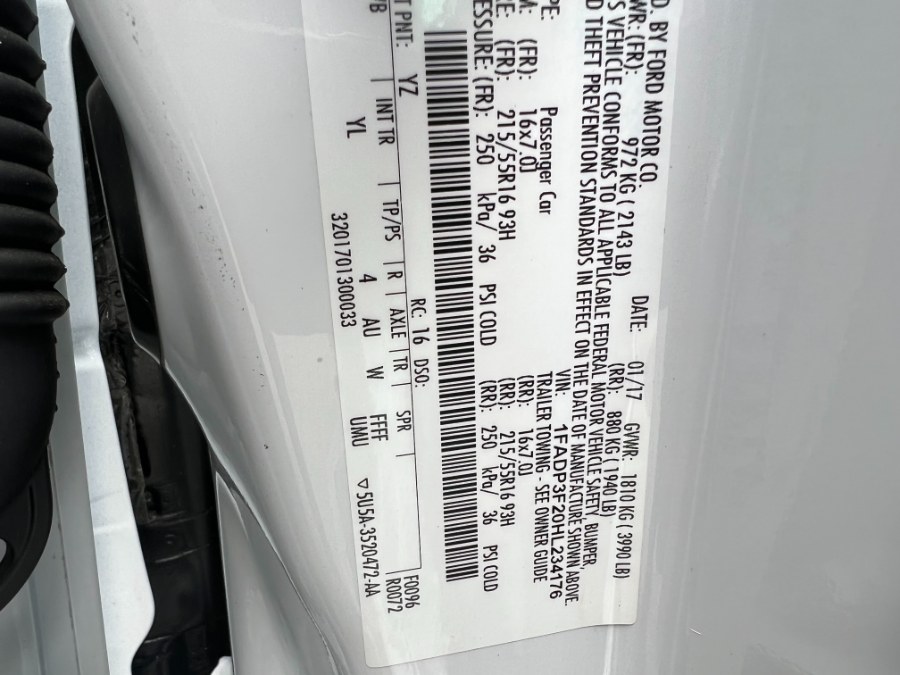 D. BY FORD MOTOR CO.
DATE: 01/17 GVWR: 1810 KG ( 3990 LB)
WR: (FR): 972 KG ( 2143 LB) (RR): 880 KG ( 1940 LB)
S VEHICLE CONFORMS TO ALL APPLICABLE FEDERAL MOTOR VEHICLE SAFETY, BUMPER,
D THEFT PREVENTION STANDARDS IN EFFECT ON THE DATE OF MANUFACTURE SHOWN ABOVE.
VIN: 1FADP3F20HL234176
PE: Passenger Car TRAILER TOWING - SEE OWNER GUIDE
M: (FR): 16x7.0J (RR): 16x7.0J
RE: (FR): 215/55R16 93H (RR): 215/55R16 93H
ESSURE: (FR): 250 kPa/ 36 PSI COLD (RR): 250 kPa/ 36 PSI COLD
RC: 16 DSO: F0096
T PNT: YZ R0072
INT TR TP/PS R AXLE TR SPR
YL 4 AU W FFFF
UMU
3201701300033 ▽5U5A-3520472-AA